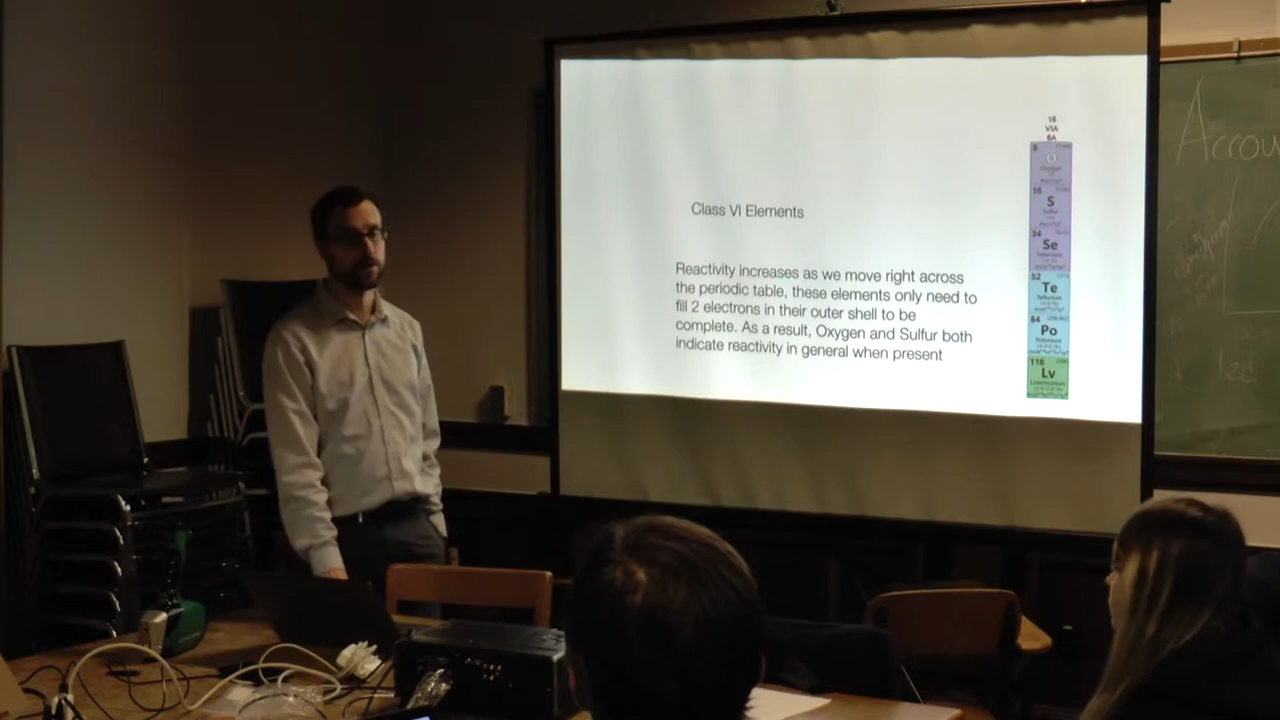 Class VI Elements
Reactivity increases as we move right across
the periodic table, these elements only need to
fill 2 electrons in their outer shell to be
complete. As a result, Oxygen and Sulfur both
indicate reactivity in general when present
16
VIA
6A
8
O
Oxygen
16
S
Sulfur
34
Se
Selenium
52
Te
Tellurium
84
Po
Polonium
116
Lv
Livermorium
Accou
led